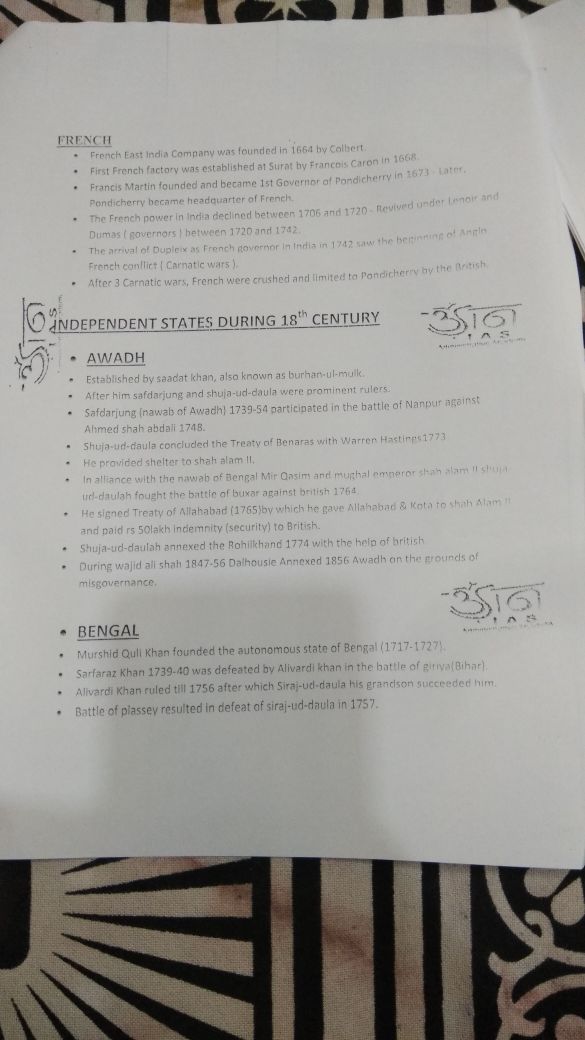 FRENCH
• French East India Company was founded in 1664 by Colbert.
• First French factory was established at Surat by Francois Caron in 1668.
• Francis Martin founded and became 1st Governor of Pondicherry in 1673 - Later,
Pondicherry became headquarter of French.
• The French power in India declined between 1706 and 1720 - Revived under Lenoir and
Dumas ( governors ) between 1720 and 1742.
• The arrival of Dupleix as French governor in India in 1742 saw the beginning of Anglo
French conflict ( Carnatic wars ).
• After 3 Carnatic wars, French were crushed and limited to Pondicherry by the British.
INDEPENDENT STATES DURING 18th CENTURY
IAS
• AWADH
• Established by saadat khan, also known as burhan-ul-mulk.
• After him safdarjung and shuja-ud-daula were prominent rulers.
• Safdarjung (nawab of Awadh) 1739-54 participated in the battle of Nanpur against
Ahmed shah abdali 1748.
• Shuja-ud-daula concluded the Treaty of Benaras with Warren Hastings1773
• He provided shelter to shah alam II.
• In alliance with the nawab of Bengal Mir Qasim and mughal emperor shah alam II shuja-
ud-daulah fought the battle of buxar against british 1764.
• He signed Treaty of Allahabad (1765)by which he gave Allahabad & Kota to shah Alam II
and paid rs 50lakh indemnity (security) to British.
• Shuja-ud-daulah annexed the Rohilkhand 1774 with the help of british.
• During wajid ali shah 1847-56 Dalhousie Annexed 1856 Awadh on the grounds of
misgovernance.
IAS
• BENGAL
• Murshid Quli Khan founded the autonomous state of Bengal (1717-1727).
• Sarfaraz Khan 1739-40 was defeated by Alivardi khan in the battle of giriya(Bihar).
• Alivardi Khan ruled till 1756 after which Siraj-ud-daula his grandson succeeded him.
• Battle of plassey resulted in defeat of siraj-ud-daula in 1757.